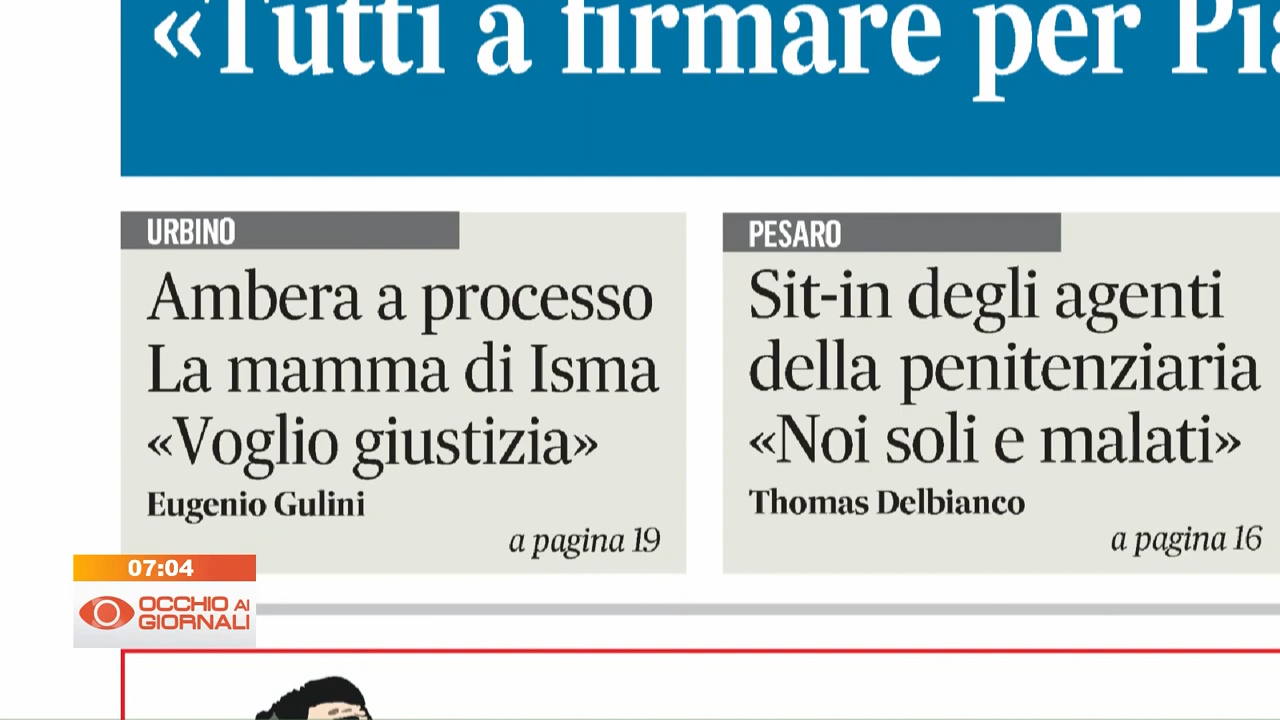 «Tutti a firmare per
URBINO
Ambera a processo
La mamma di Isma
«Voglio giustizia»
Eugenio Gulini
a pagina 19
PESARO
Sit-in degli agenti
della penitenziaria
«Noi soli e malati»
Thomas Delbianco
a pagina 16
07:04
OCCHIO AI
GIORNALI